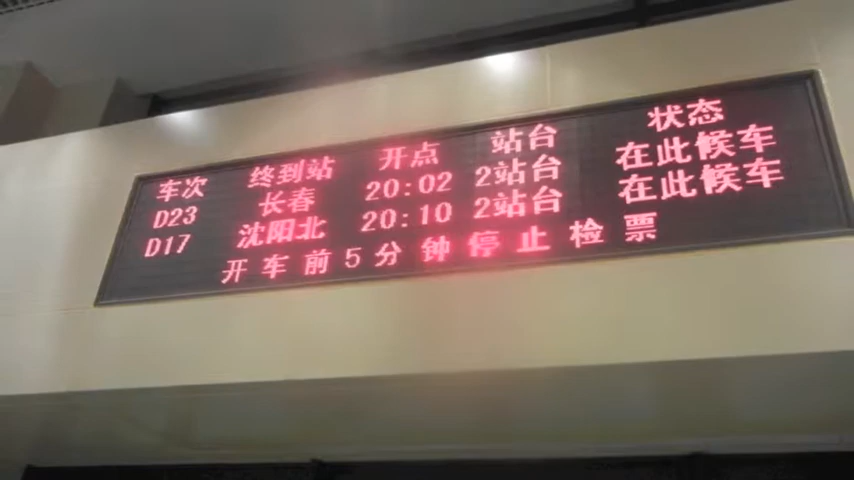 车次 终到站 开点 站台 状态
D23 长春 20:02 2站台 在此候车
D17 沈阳北 20:10 2站台 在此候车
开车前5分钟停止检票